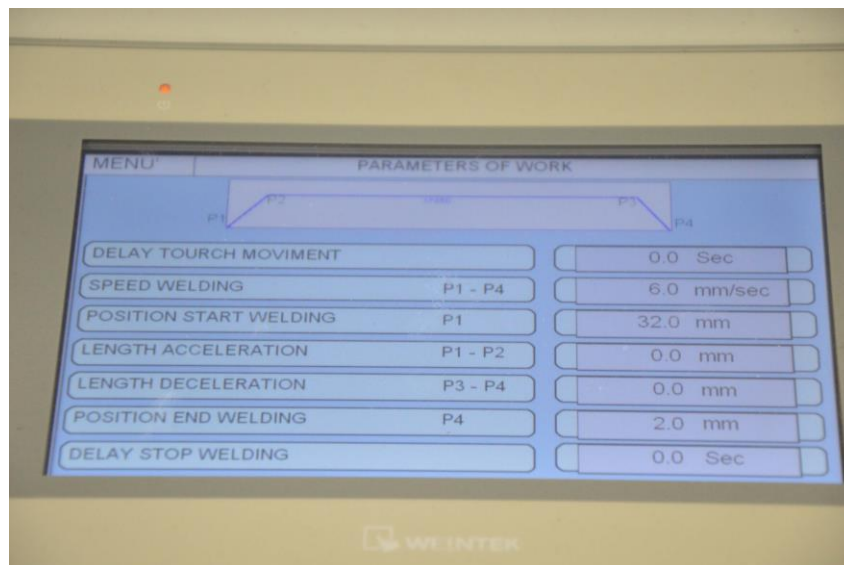 MENU' PARAMETERS OF WORK
P1 P2 P3 P4
DELAY TOURCH MOVIMENT 0.0 Sec
SPEED WELDING P1 - P4 6.0 mm/sec
POSITION START WELDING P1 32.0 mm
LENGTH ACCELERATION P1 - P2 0.0 mm
LENGTH DECELERATION P3 - P4 0.0 mm
POSITION END WELDING P4 2.0 mm
DELAY STOP WELDING 0.0 Sec
WEINTEK